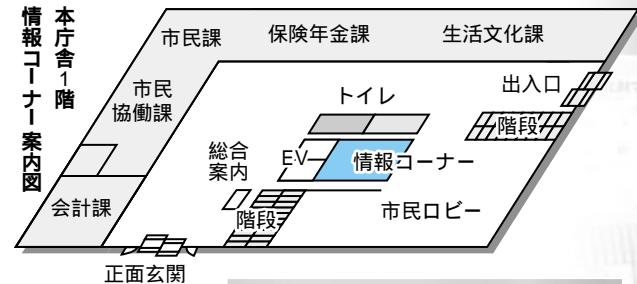 本庁舎1階
情報コーナー案内図
市民課
保険年金課
生活文化課
市民
協働課
出入口
トイレ
階段
総合
案内
EV
情報コーナー
会計課
階段
市民ロビー
正面玄関